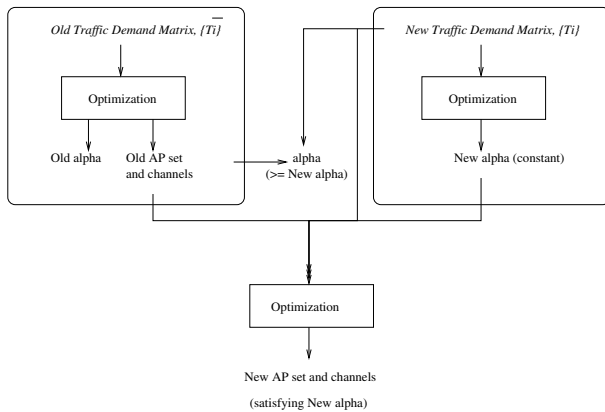 Old Traffic Demand Matrix, {Ti}
New Traffic Demand Matrix, {Ti}
Optimization
Optimization
Old alpha
Old AP set
and channels
alpha
(>= New alpha)
New alpha (constant)
Optimization
New AP set and channels
(satisfying New alpha)